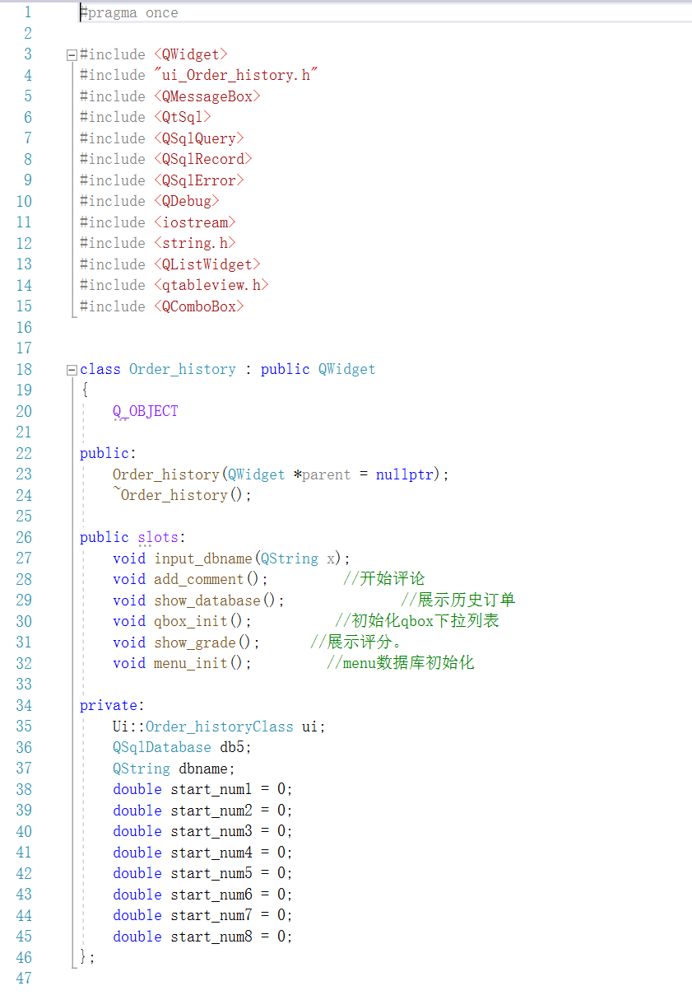 1 #pragma once
2
3 #include <QWidget>
4 #include "ui_Order_history.h"
5 #include <QMessageBox>
6 #include <QtSql>
7 #include <QSqlQuery>
8 #include <QSqlRecord>
9 #include <QSqlError>
10 #include <QDebug>
11 #include <iostream>
12 #include <string.h>
13 #include <QListWidget>
14 #include <qtableview.h>
15 #include <QComboBox>
16
17
18 class Order_history : public QWidget
19 {
20 Q_OBJECT
21
22 public:
23 Order_history(QWidget *parent = nullptr);
24 ~Order_history();
25
26 public slots:
27 void input_dbname(QString x);
28 void add_comment(); //开始评论
29 void show_database(); //展示历史订单
30 void qbox_init(); //初始化qbox下拉列表
31 void show_grade(); //展示评分。
32 void menu_init(); //menu数据库初始化
33
34 private:
35 Ui::Order_historyClass ui;
36 QSqlDatabase db5;
37 QString dbname;
38 double start_num1 = 0;
39 double start_num2 = 0;
40 double start_num3 = 0;
41 double start_num4 = 0;
42 double start_num5 = 0;
43 double start_num6 = 0;
44 double start_num7 = 0;
45 double start_num8 = 0;
46 };
47